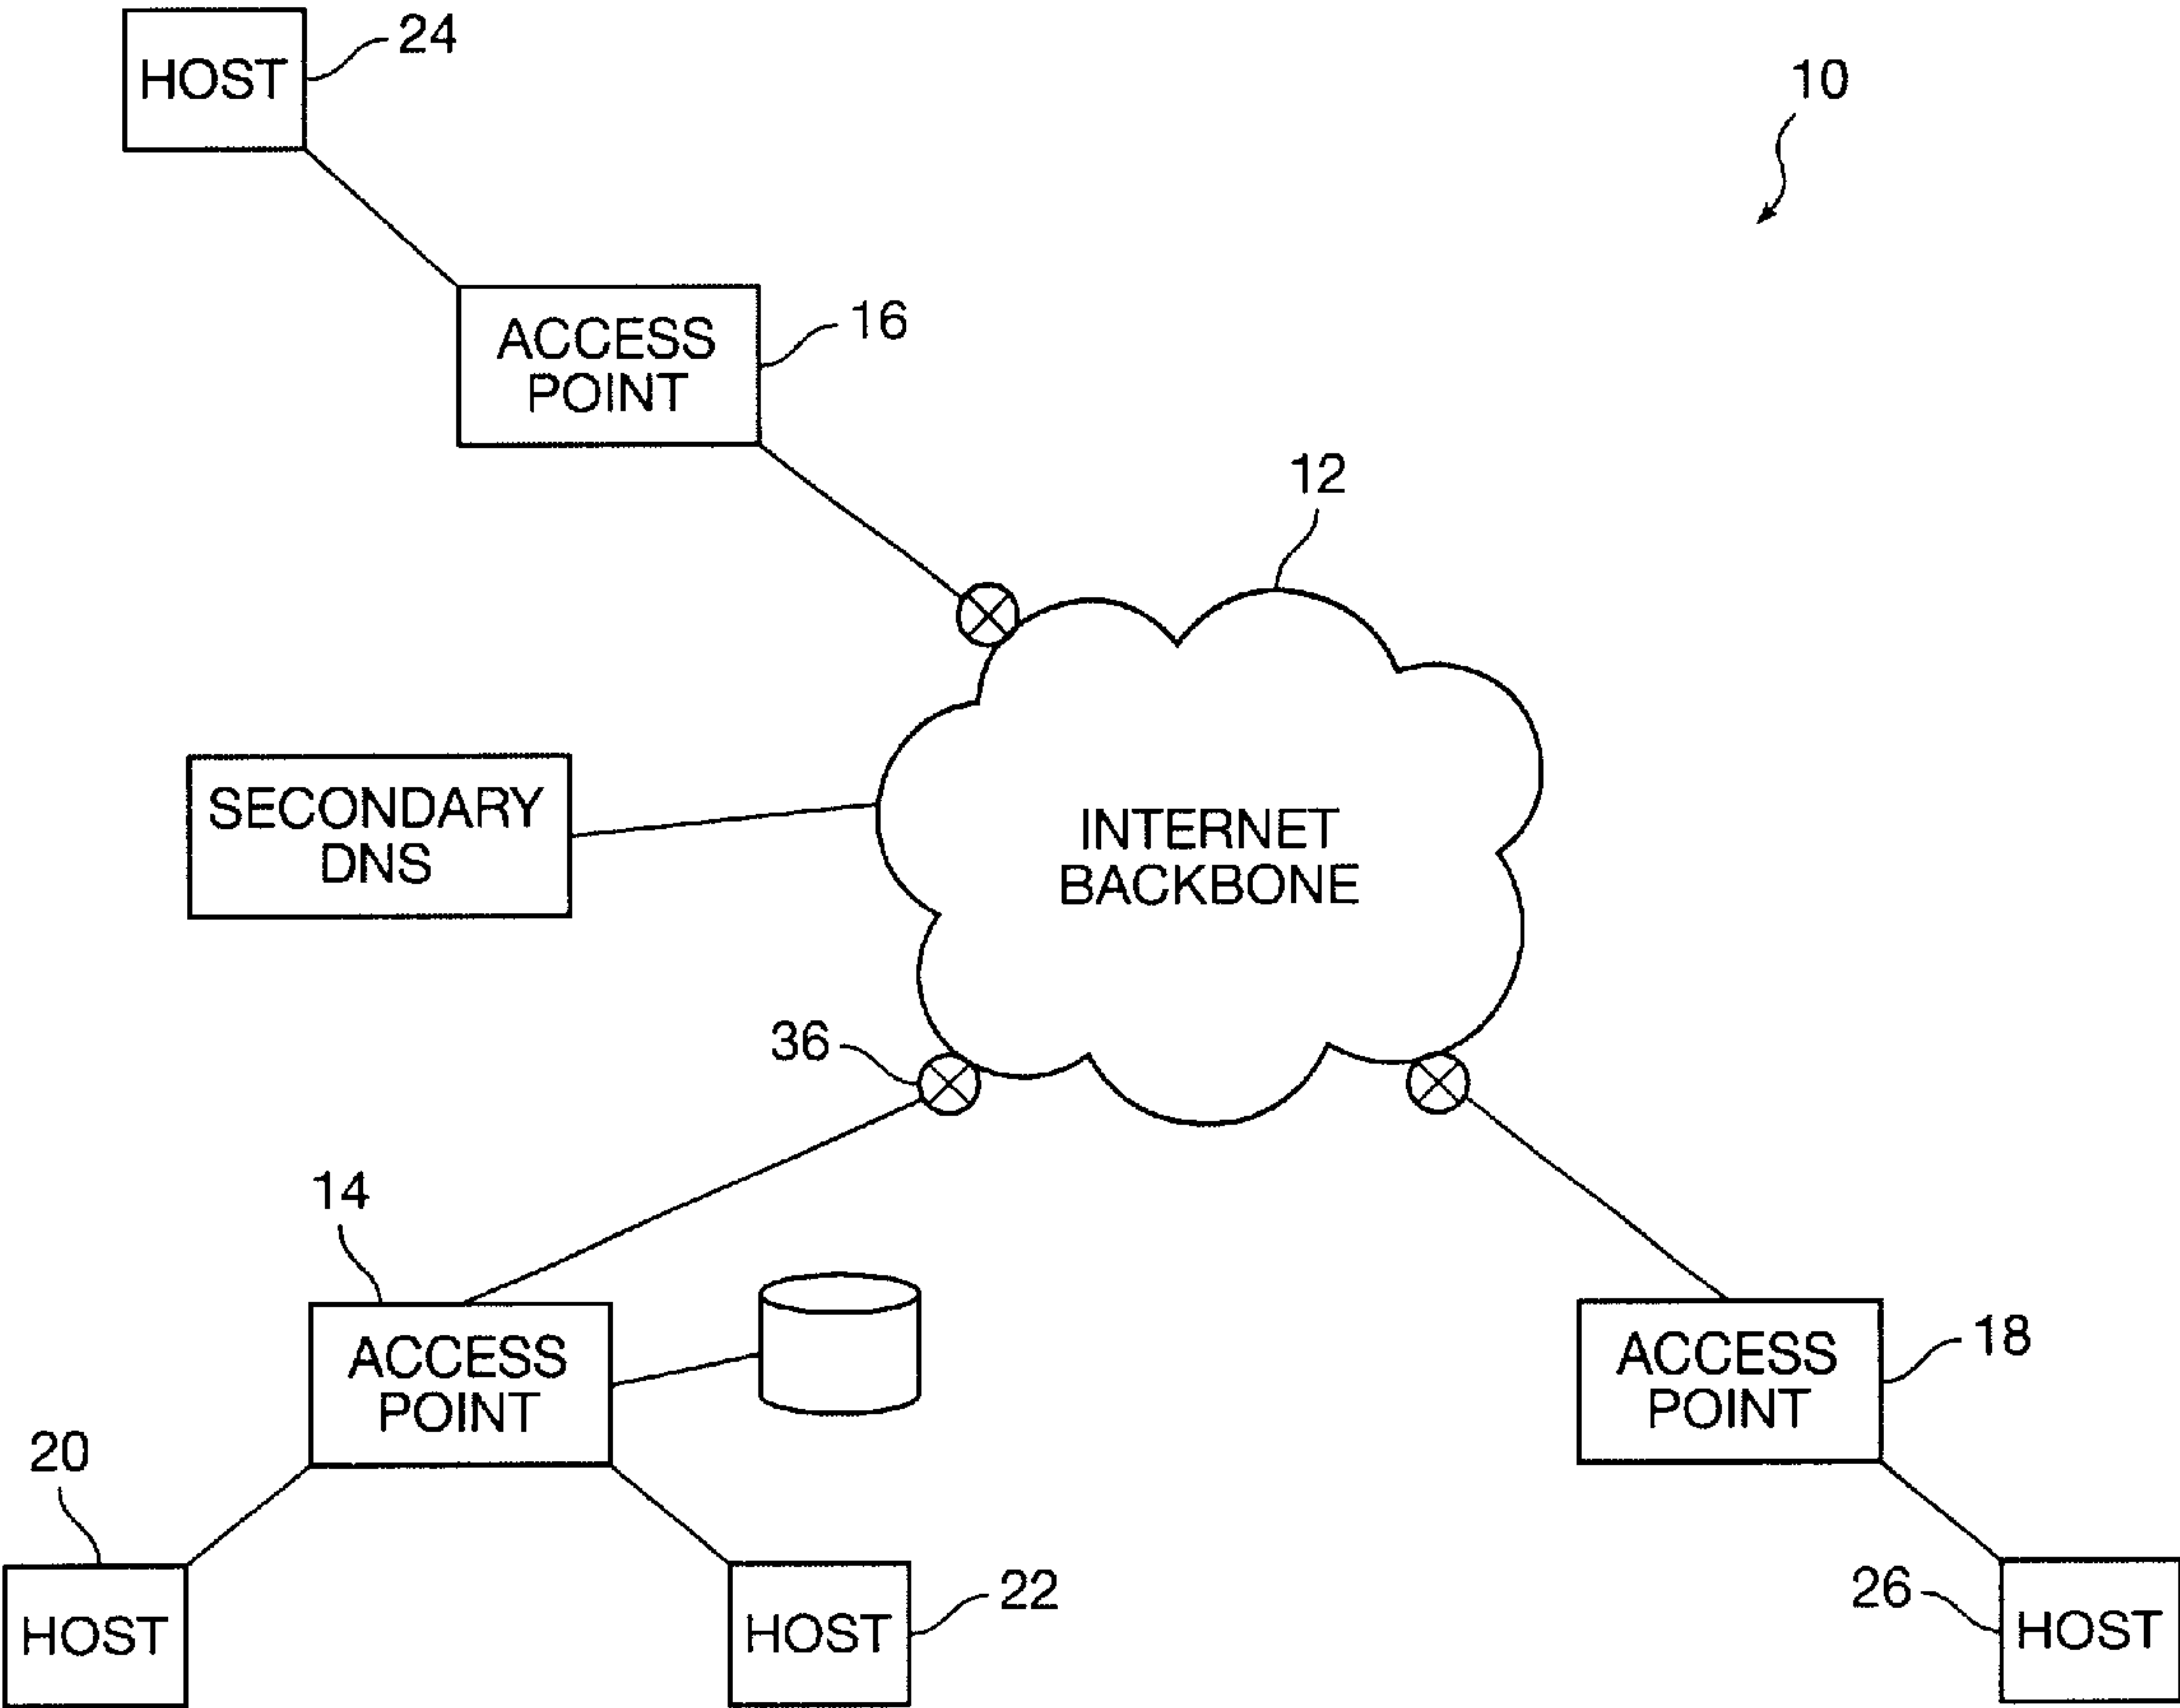 HOST
24
10
ACCESS
POINT
16
12
SECONDARY
DNS
INTERNET
BACKBONE
36
14
ACCESS
POINT
18
ACCESS
POINT
20
HOST
HOST
22
26
HOST